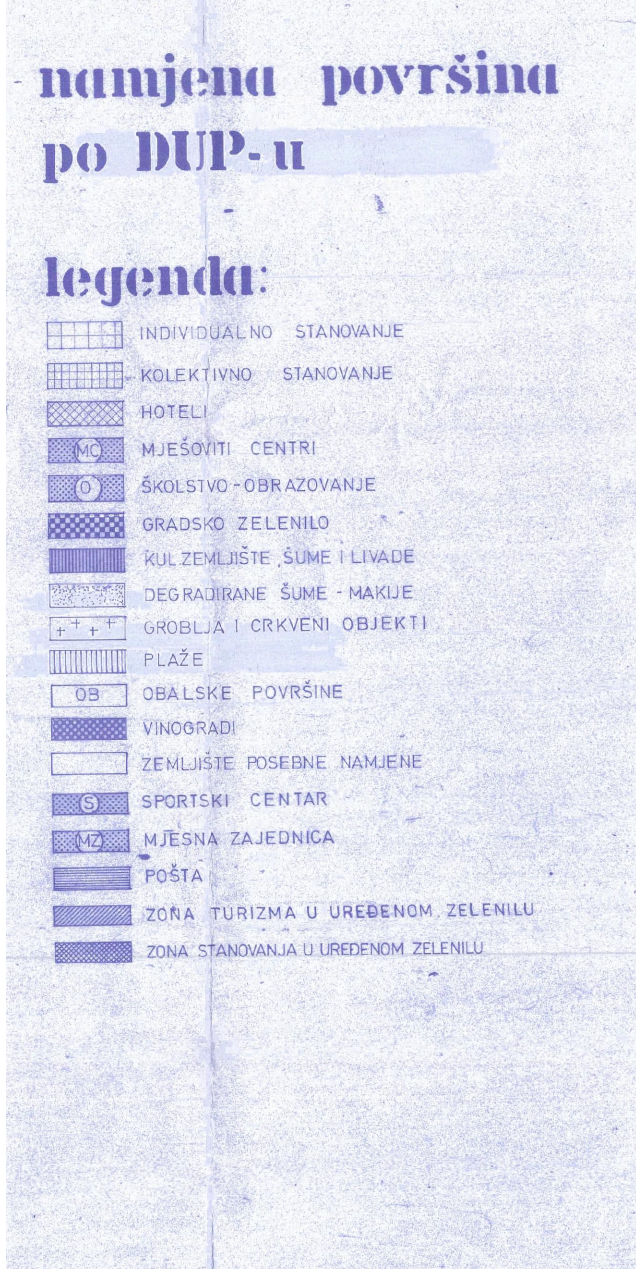 namjena površina
po DUP-u
legenda:
INDIVIDUALNO STANOVANJE
KOLEKTIVNO STANOVANJE
HOTELI
MC MJEŠOVITI CENTRI
O ŠKOLSTVO-OBRAZOVANJE
GRADSKO ZELENILO
KUL ZEMLJIŠTE, ŠUME I LIVADE
DEGRADIRANE ŠUME - MAKIJE
GROBLJA I CRKVENI OBJEKTI
PLAŽE
OB OBALSKE POVRŠINE
VINOGRADI
ZEMLJIŠTE POSEBNE NAMJENE
S SPORTSKI CENTAR
MZ MJESNA ZAJEDNICA
POŠTA
ZONA TURIZMA U UREĐENOM ZELENILU
ZONA STANOVANJA U UREĐENOM ZELENILU